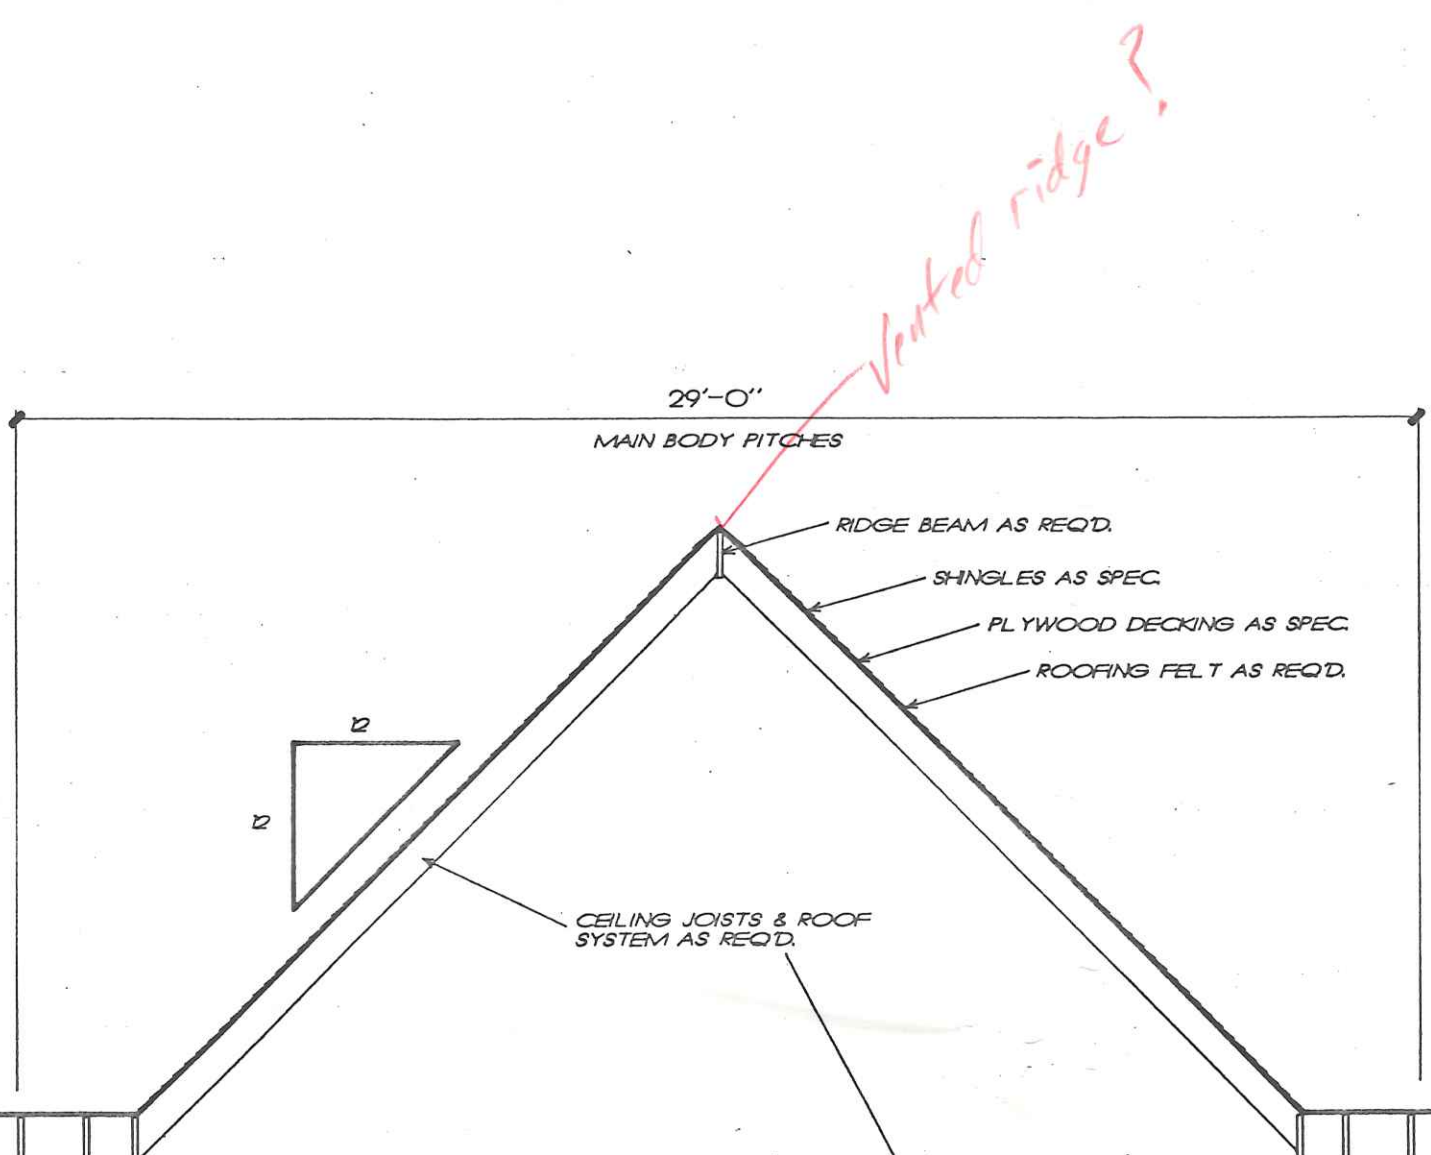 Vented ridge?
29'-0"
MAIN BODY PITCHES
RIDGE BEAM AS REQ'D.
SHINGLES AS SPEC.
PLYWOOD DECKING AS SPEC.
ROOFING FELT AS REQ'D.
12
12
CEILING JOISTS & ROOF
SYSTEM AS REQ'D.